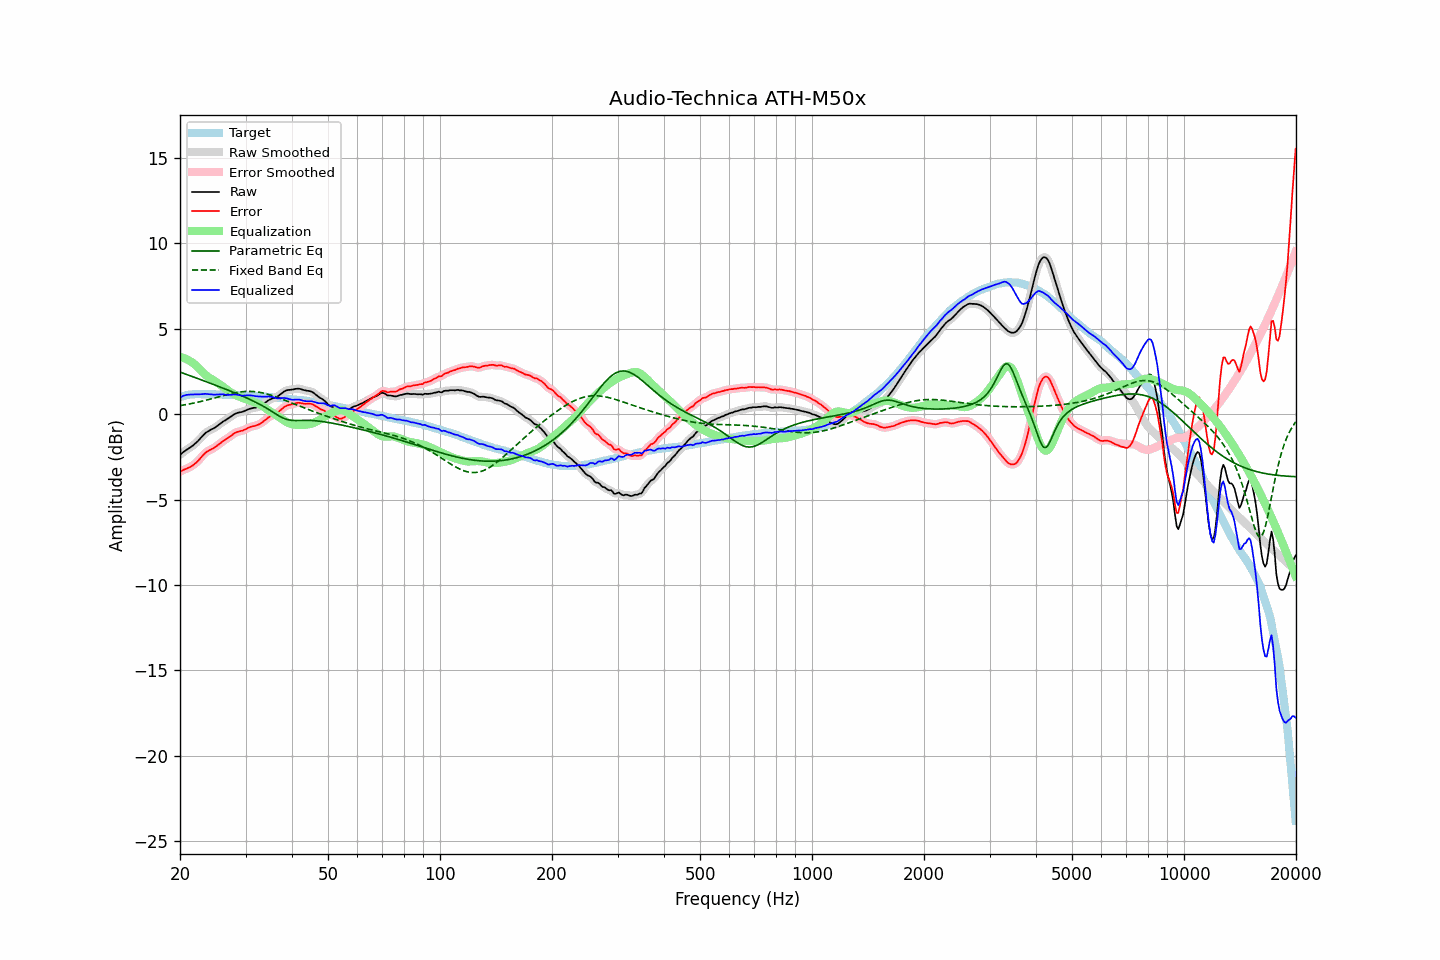 Audio-Technica ATH-M50x
Target
Raw Smoothed
Error Smoothed
Raw
Error
Equalization
Parametric Eq
Fixed Band Eq
Equalized
Amplitude (dBr)
15
10
5
0
−5
−10
−15
−20
−25
20
50
100
200
500
1000
2000
5000
10000
20000
Frequency (Hz)